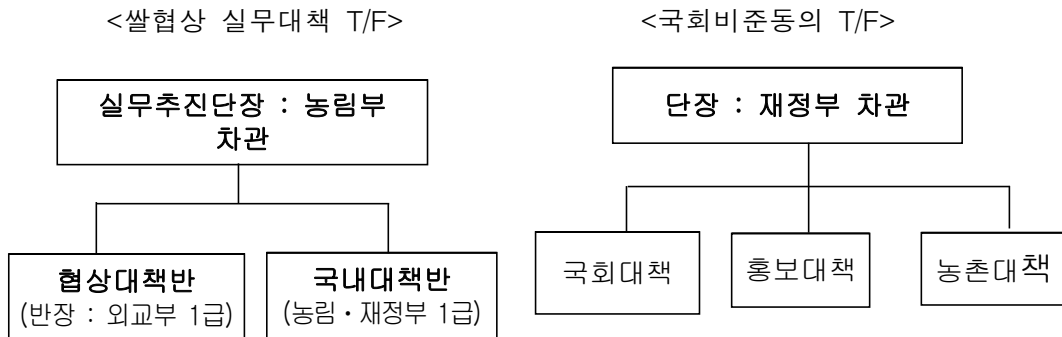 <쌀협상 실무대책 T/F>
실무추진단장 : 농림부
차관
협상대책반
(반장 : 외교부 1급)
국내대책반
(농림・재정부 1급)
<국회비준동의 T/F>
단장 : 재정부 차관
국회대책
홍보대책
농촌대책